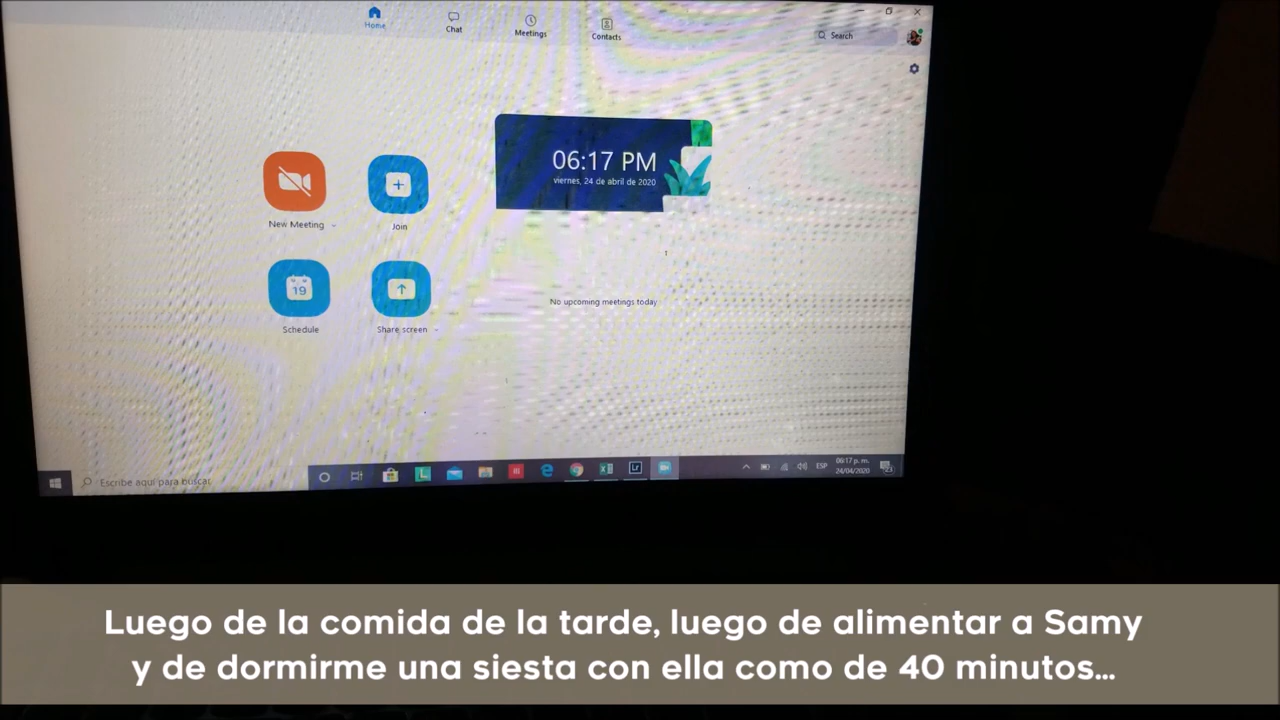 Home
Chat
Meetings
Contacts
Search
06:17 PM
viernes, 24 de abril de 2020
New Meeting
Join
19
Schedule
Share screen
No upcoming meetings today
Escribe aquí para buscar
L
Lr
ESP
06:17 p. m.
24/04/2020
Luego de la comida de la tarde, luego de alimentar a Samy
y de dormirme una siesta con ella como de 40 minutos...